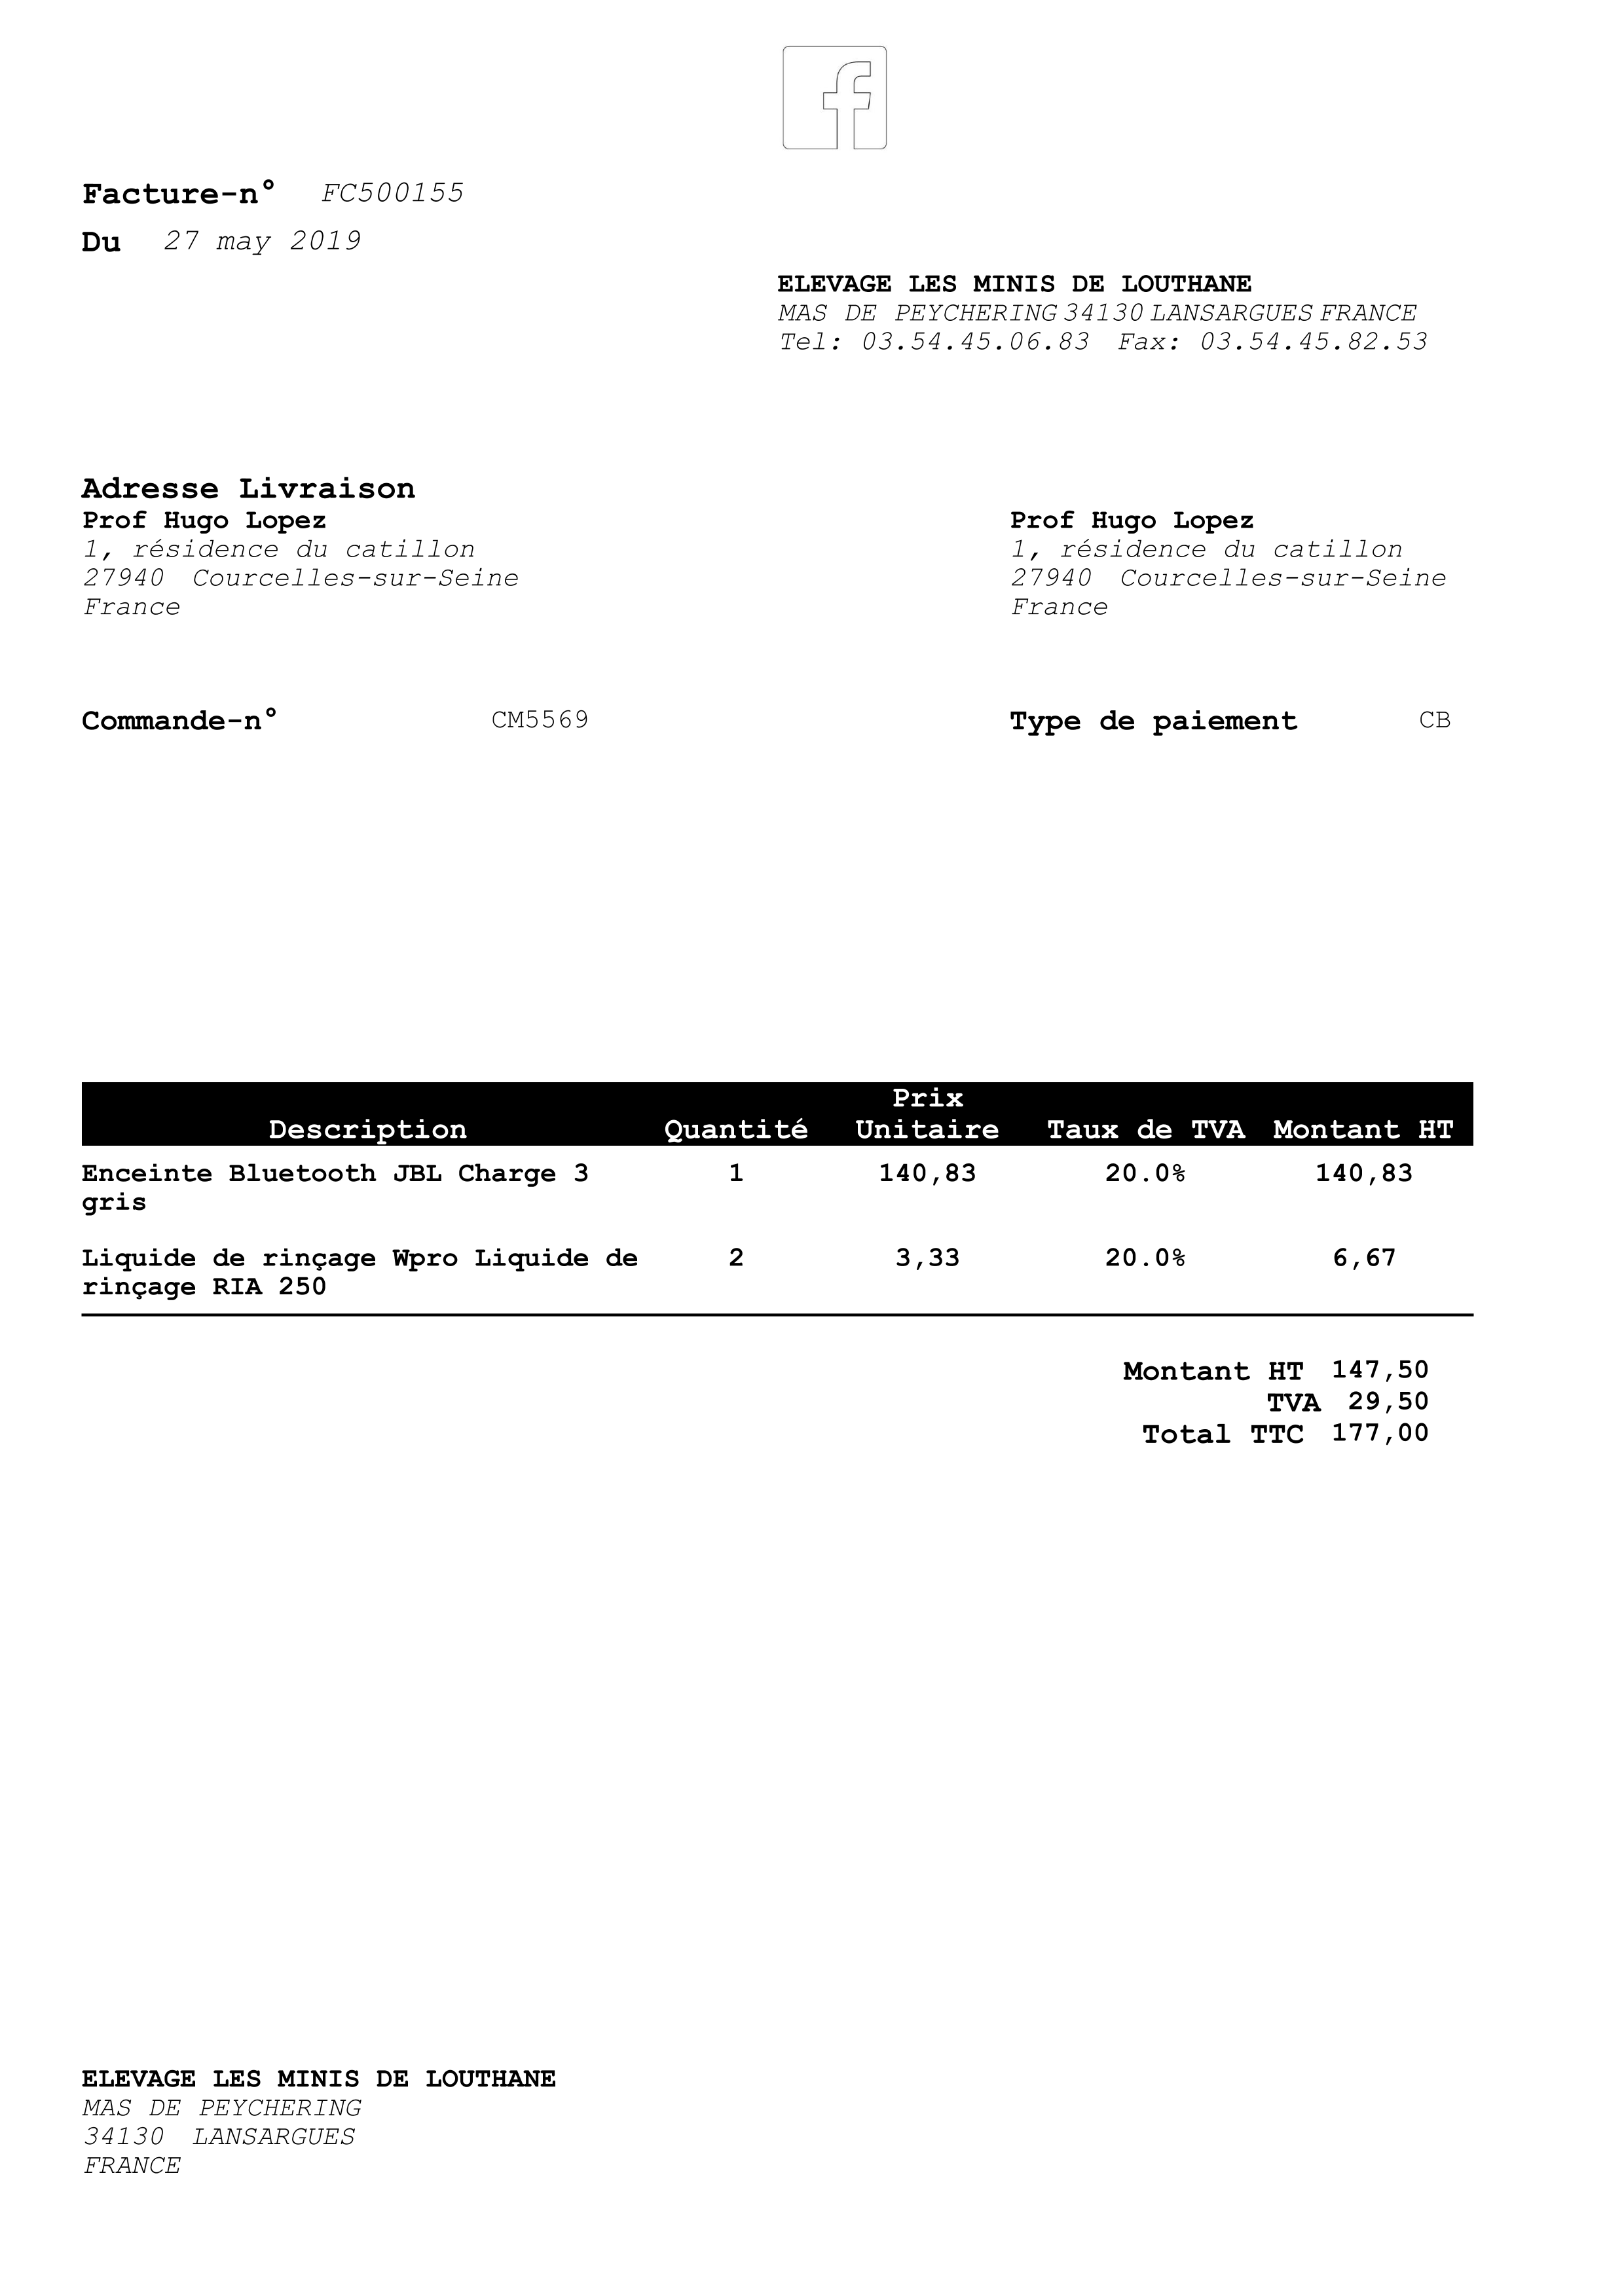 Facture-n° FC500155
Du 27 may 2019
ELEVAGE LES MINIS DE LOUTHANE
MAS DE PEYCHERING 34130 LANSARGUES FRANCE
Tel: 03.54.45.06.83 Fax: 03.54.45.82.53
Adresse Livraison
Prof Hugo Lopez
1, résidence du catillon
27940 Courcelles-sur-Seine
France
Prof Hugo Lopez
1, résidence du catillon
27940 Courcelles-sur-Seine
France
Commande-n° CM5569
Type de paiement CB
Prix
Description Quantité Unitaire Taux de TVA Montant HT
Enceinte Bluetooth JBL Charge 3 1 140,83 20.0% 140,83
gris
Liquide de rinçage Wpro Liquide de 2 3,33 20.0% 6,67
rinçage RIA 250
Montant HT 147,50
TVA 29,50
Total TTC 177,00
ELEVAGE LES MINIS DE LOUTHANE
MAS DE PEYCHERING
34130 LANSARGUES
FRANCE